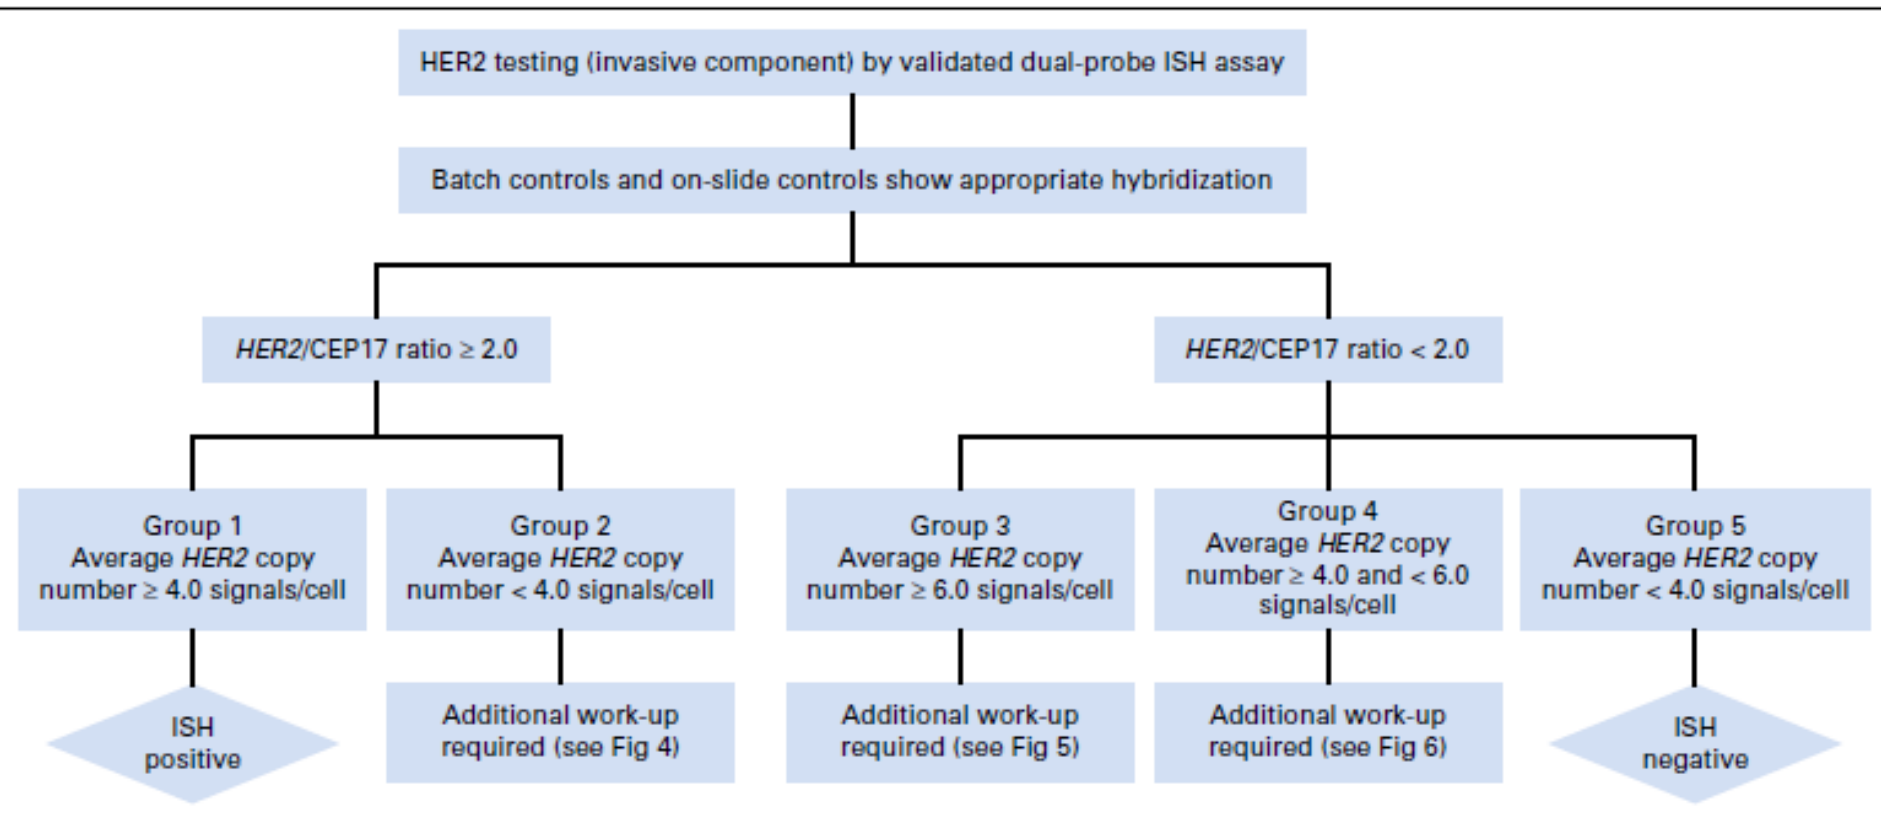 HER2 testing (invasive component) by validated dual-probe ISH assay
Batch controls and on-slide controls show appropriate hybridization
HER2/CEP17 ratio ≥ 2.0
HER2/CEP17 ratio < 2.0
Group 1
Average HER2 copy
number ≥ 4.0 signals/cell
Group 2
Average HER2 copy
number < 4.0 signals/cell
Group 3
Average HER2 copy
number ≥ 6.0 signals/cell
Group 4
Average HER2 copy
number ≥ 4.0 and < 6.0
signals/cell
Group 5
Average HER2 copy
number < 4.0 signals/cell
ISH
positive
Additional work-up
required (see Fig 4)
Additional work-up
required (see Fig 5)
Additional work-up
required (see Fig 6)
ISH
negative